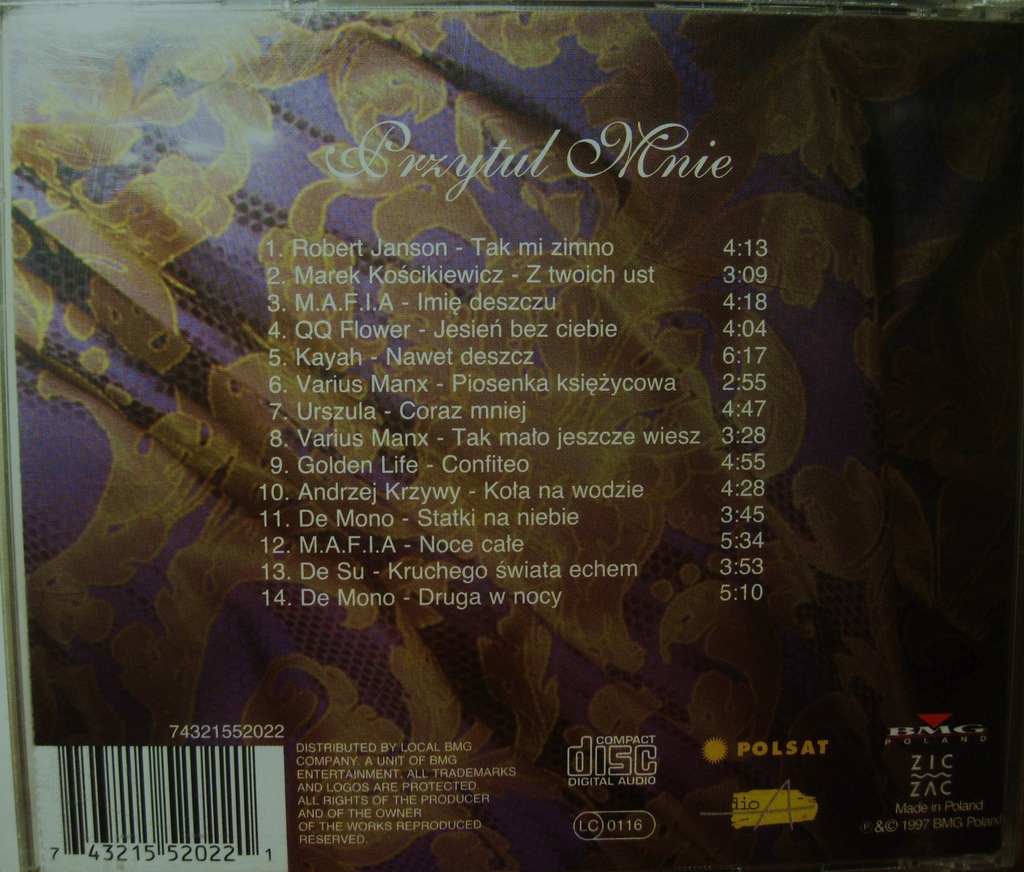 Przytul Mnie
1. Robert Janson - Tak mi zimno 4:13
2. Marek Kościkiewicz - Z twoich ust 3:09
3. M.A.F.I.A - Imię deszczu 4:18
4. QQ Flower - Jesień bez ciebie 4:04
5. Kayah - Nawet deszcz 6:17
6. Varius Manx - Piosenka księżycowa 2:55
7. Urszula - Coraz mniej 4:47
8. Varius Manx - Tak mało jeszcze wiesz 3:28
9. Golden Life - Confiteo 4:55
10. Andrzej Krzywy - Koła na wodzie 4:28
11. De Mono - Statki na niebie 3:45
12. M.A.F.I.A - Noce całe 5:34
13. De Su - Kruchego świata echem 3:53
14. De Mono - Druga w nocy 5:10
74321552022
7 43215 52022 1
DISTRIBUTED BY LOCAL BMG
COMPANY. A UNIT OF BMG
ENTERTAINMENT. ALL TRADEMARKS
AND LOGOS ARE PROTECTED.
ALL RIGHTS OF THE PRODUCER
AND OF THE OWNER
OF THE WORKS REPRODUCED
RESERVED.
COMPACT
disc
DIGITAL AUDIO
LC 0116
POLSAT
studio A
BMG
POLAND
ZIC
ZAC
Made in Poland
℗&© 1997 BMG Poland